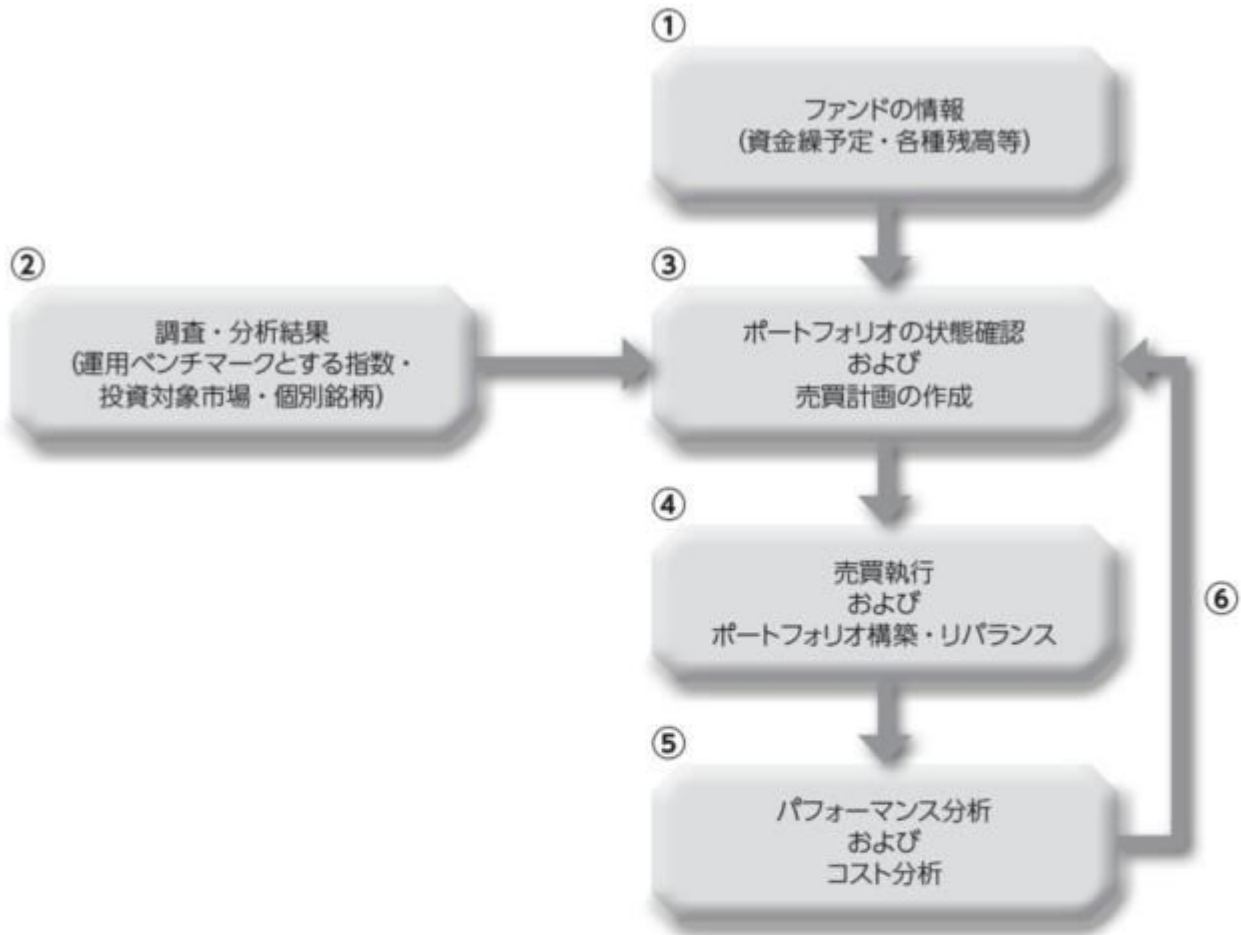 ①
ファンドの情報
(資金繰予定・各種残高等)
②
調査・分析結果
(運用ベンチマークとする指数・
投資対象市場・個別銘柄)
③
ポートフォリオの状態確認
および
売買計画の作成
④
売買執行
および
ポートフォリオ構築・リバランス
⑤
パフォーマンス分析
および
コスト分析
⑥